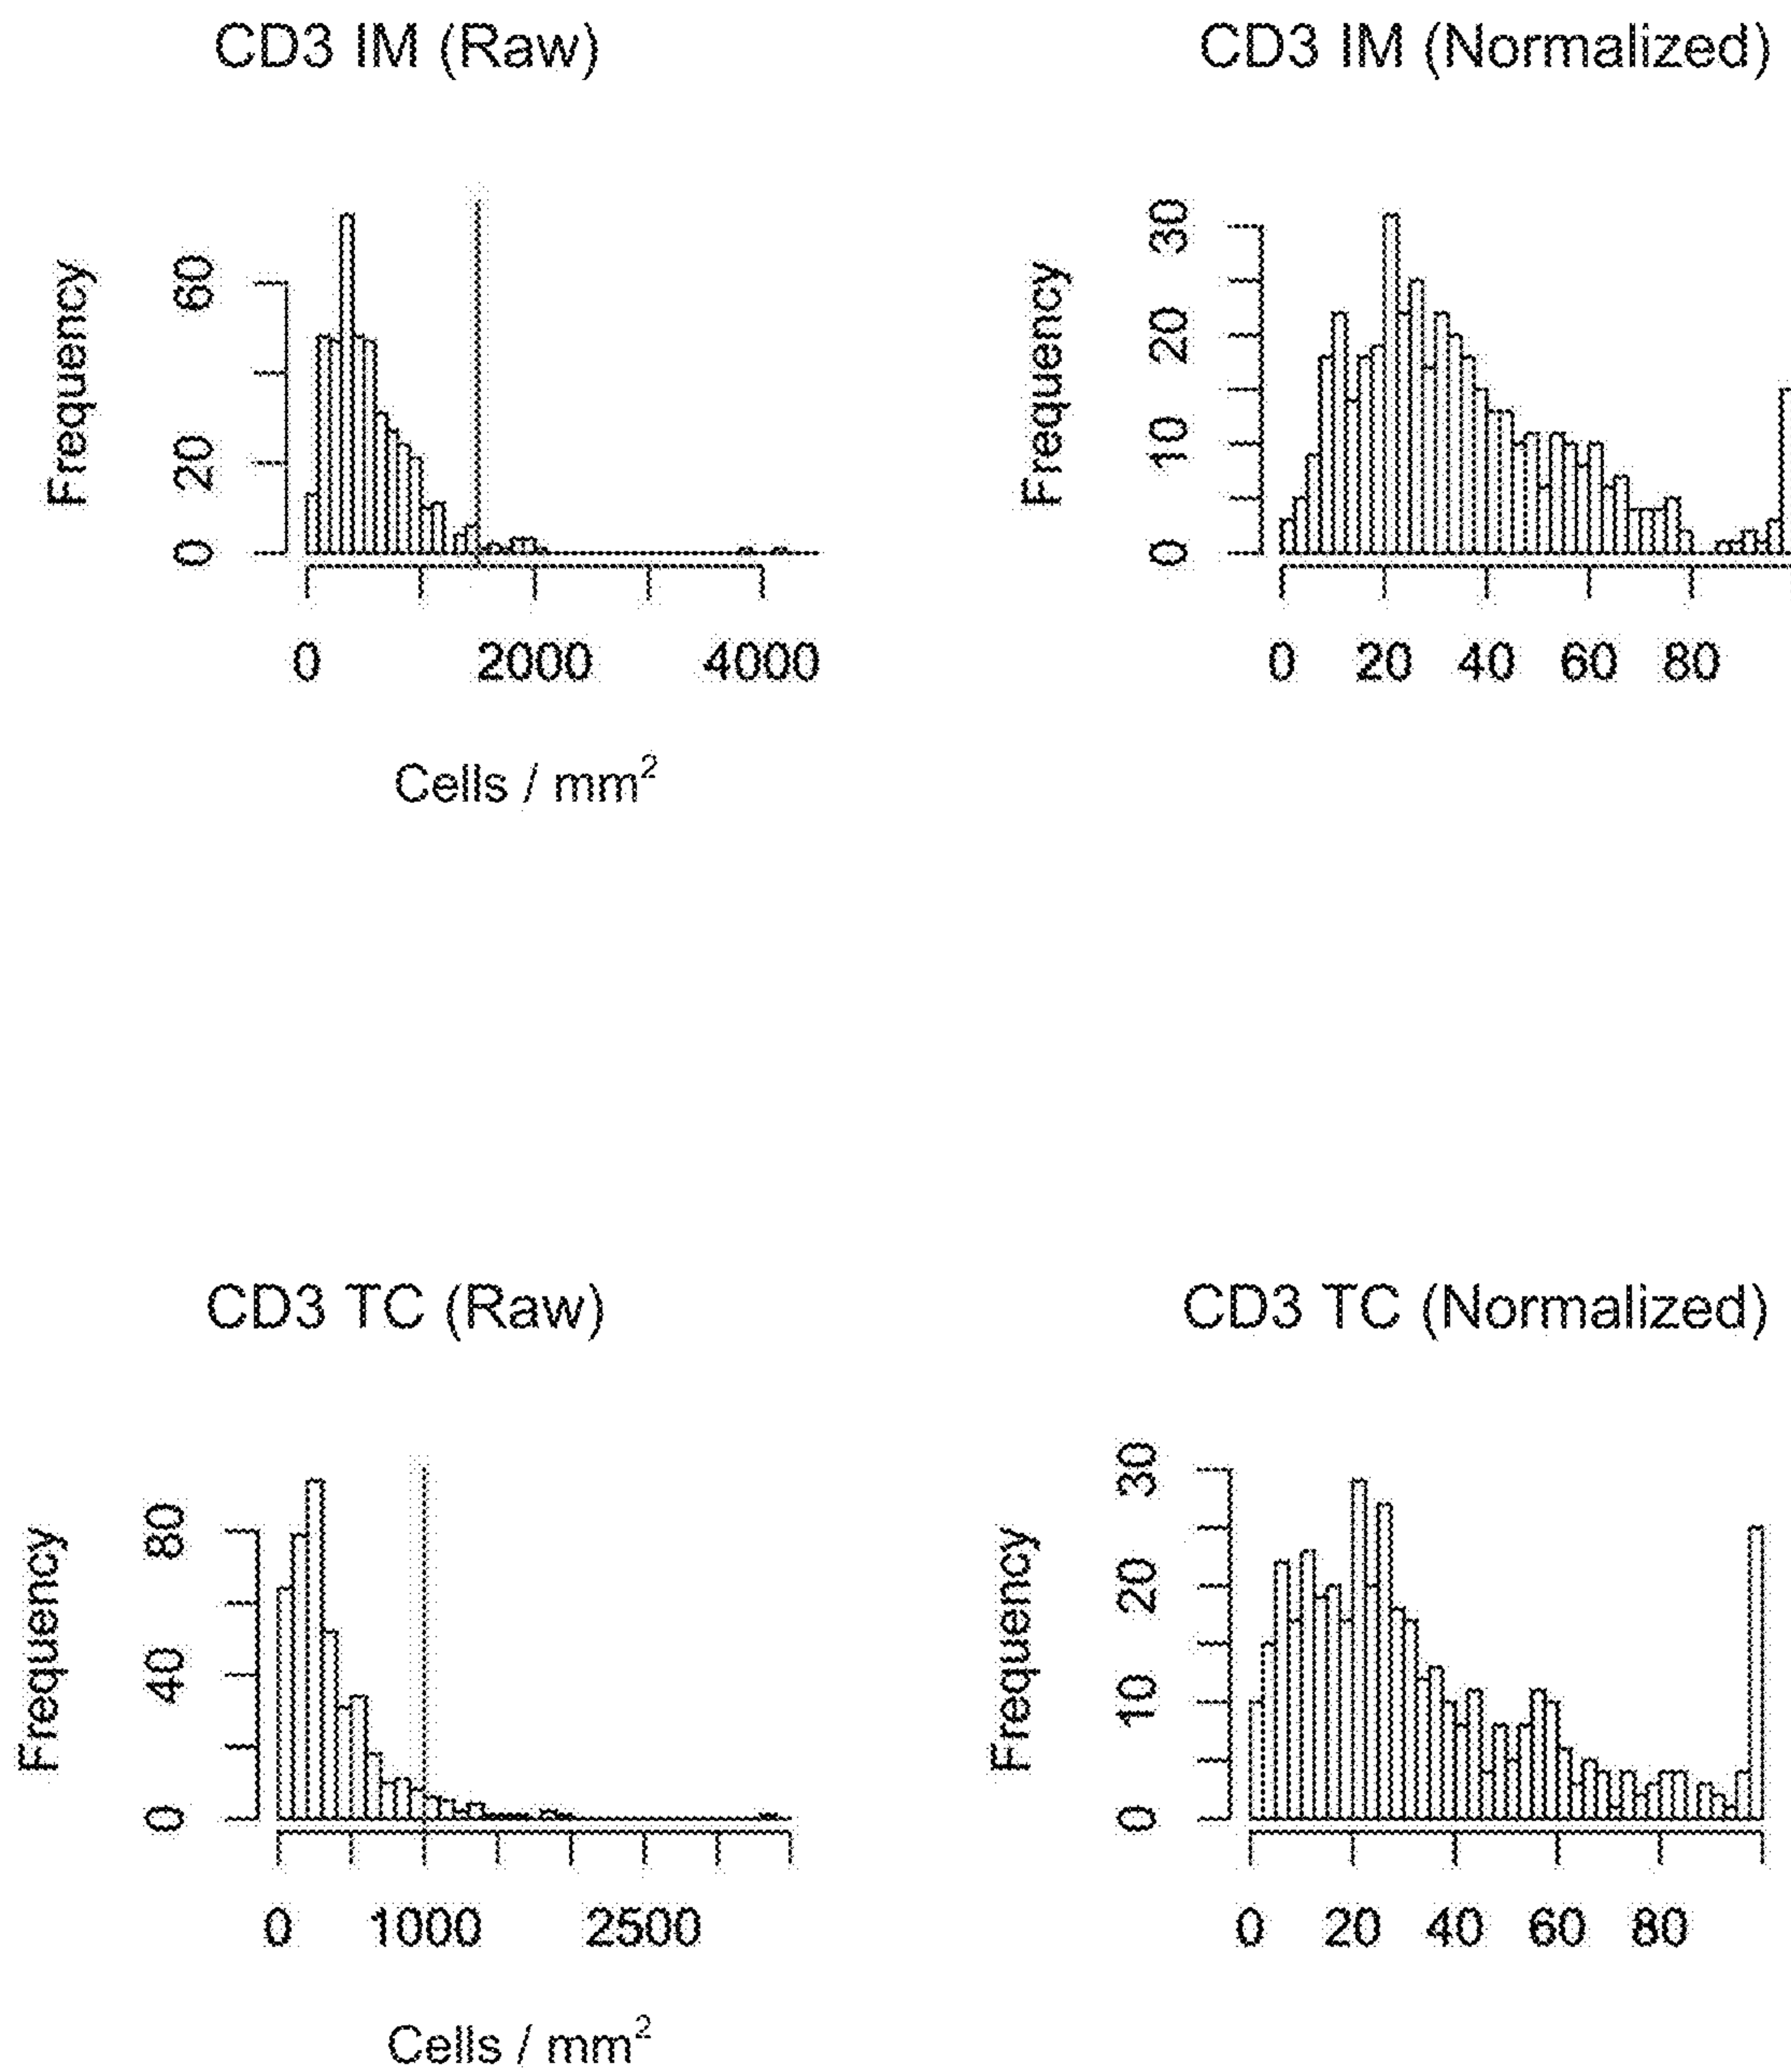 CD3 IM (Raw)
Frequency
0 20 60
0 2000 4000
Cells / mm²
CD3 IM (Normalized)
Frequency
0 10 20 30
0 20 40 60 80
CD3 TC (Raw)
Frequency
0 40 80
0 1000 2500
Cells / mm²
CD3 TC (Normalized)
Frequency
0 10 20 30
0 20 40 60 80